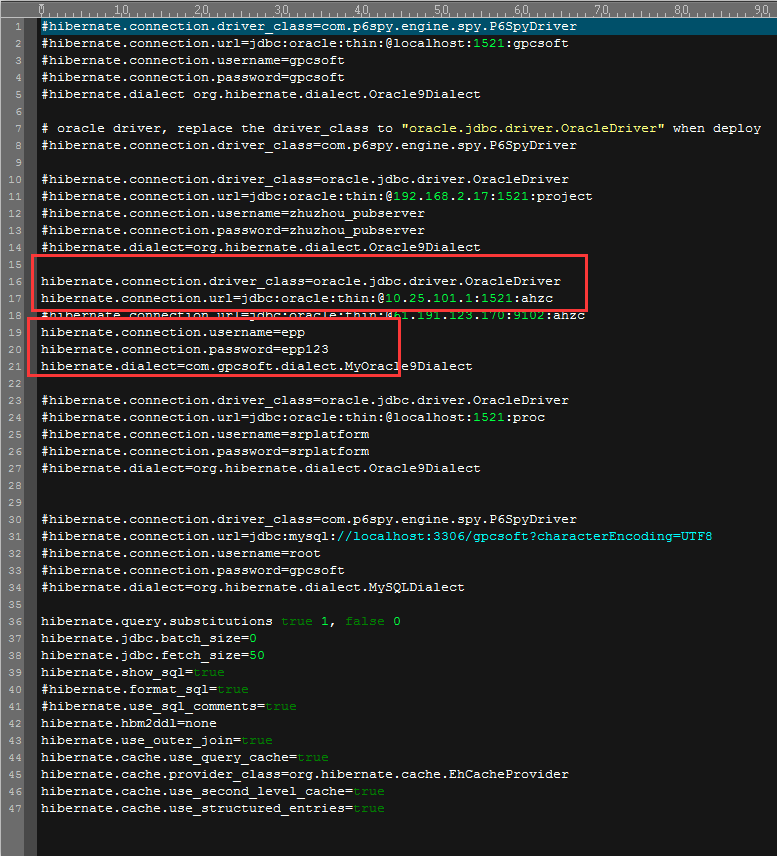 0 10 20 30 40 50 60 70 80 90
1 #hibernate.connection.driver_class=com.p6spy.engine.spy.P6SpyDriver
2 #hibernate.connection.url=jdbc:oracle:thin:@localhost:1521:gpcsoft
3 #hibernate.connection.username=gpcsoft
4 #hibernate.connection.password=gpcsoft
5 #hibernate.dialect org.hibernate.dialect.Oracle9Dialect
6
7 # oracle driver, replace the driver_class to "oracle.jdbc.driver.OracleDriver" when deploy
8 #hibernate.connection.driver_class=com.p6spy.engine.spy.P6SpyDriver
9
10 #hibernate.connection.driver_class=oracle.jdbc.driver.OracleDriver
11 #hibernate.connection.url=jdbc:oracle:thin:@192.168.2.17:1521:project
12 #hibernate.connection.username=zhuzhou_pubserver
13 #hibernate.connection.password=zhuzhou_pubserver
14 #hibernate.dialect=org.hibernate.dialect.Oracle9Dialect
15
16 hibernate.connection.driver_class=oracle.jdbc.driver.OracleDriver
17 hibernate.connection.url=jdbc:oracle:thin:@10.25.101.1:1521:ahzc
18 #hibernate.connection.url=jdbc:oracle:thin:@61.191.123.170:9102:ahzc
19 hibernate.connection.username=epp
20 hibernate.connection.password=epp123
21 hibernate.dialect=com.gpcsoft.dialect.MyOracle9Dialect
22
23 #hibernate.connection.driver_class=oracle.jdbc.driver.OracleDriver
24 #hibernate.connection.url=jdbc:oracle:thin:@localhost:1521:proc
25 #hibernate.connection.username=srplatform
26 #hibernate.connection.password=srplatform
27 #hibernate.dialect=org.hibernate.dialect.Oracle9Dialect
28
29
30 #hibernate.connection.driver_class=com.p6spy.engine.spy.P6SpyDriver
31 #hibernate.connection.url=jdbc:mysql://localhost:3306/gpcsoft?characterEncoding=UTF8
32 #hibernate.connection.username=root
33 #hibernate.connection.password=gpcsoft
34 #hibernate.dialect=org.hibernate.dialect.MySQLDialect
35
36 hibernate.query.substitutions true 1, false 0
37 hibernate.jdbc.batch_size=0
38 hibernate.jdbc.fetch_size=50
39 hibernate.show_sql=true
40 #hibernate.format_sql=true
41 #hibernate.use_sql_comments=true
42 hibernate.hbm2ddl=none
43 hibernate.use_outer_join=true
44 hibernate.cache.use_query_cache=true
45 hibernate.cache.provider_class=org.hibernate.cache.EhCacheProvider
46 hibernate.cache.use_second_level_cache=true
47 hibernate.cache.use_structured_entries=true